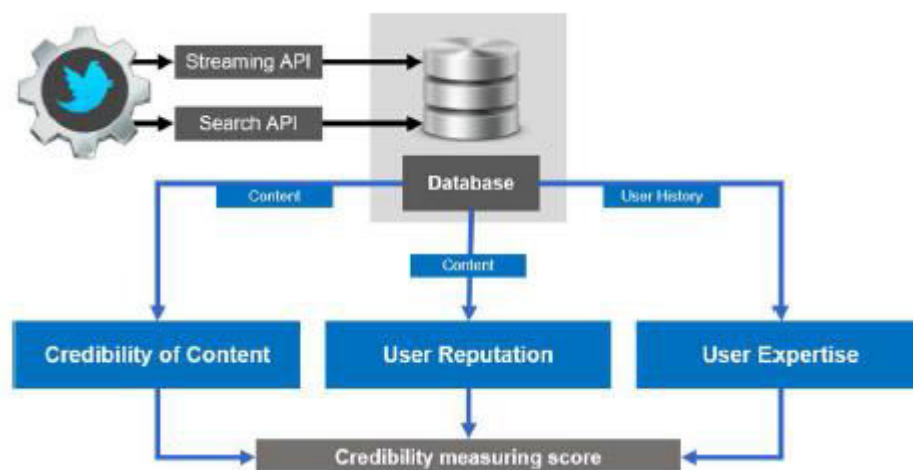 Streaming API
Search API
Database
Content
User History
Content
Credibility of Content
User Reputation
User Expertise
Credibility measuring score